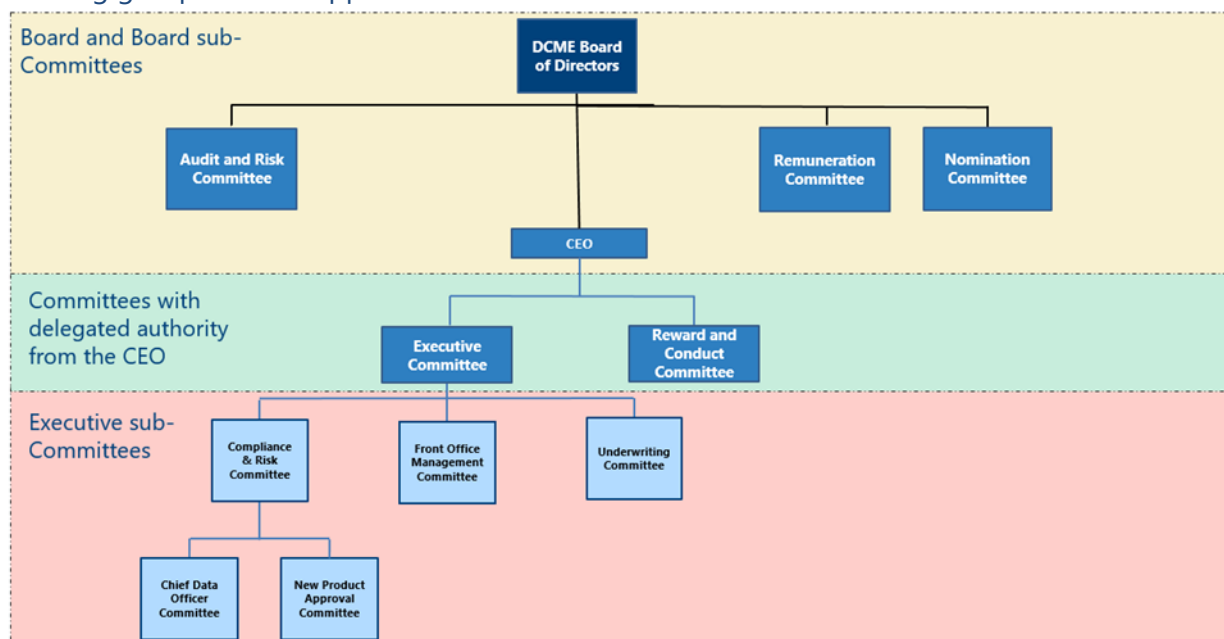 Board and Board sub-
Committees
DCME Board
of Directors
Audit and Risk
Committee
Remuneration
Committee
Nomination
Committee
CEO
Committees with
delegated authority
from the CEO
Executive
Committee
Reward and
Conduct
Committee
Executive sub-
Committees
Compliance
& Risk
Committee
Front Office
Management
Committee
Underwriting
Committee
Chief Data
Officer
Committee
New Product
Approval
Committee